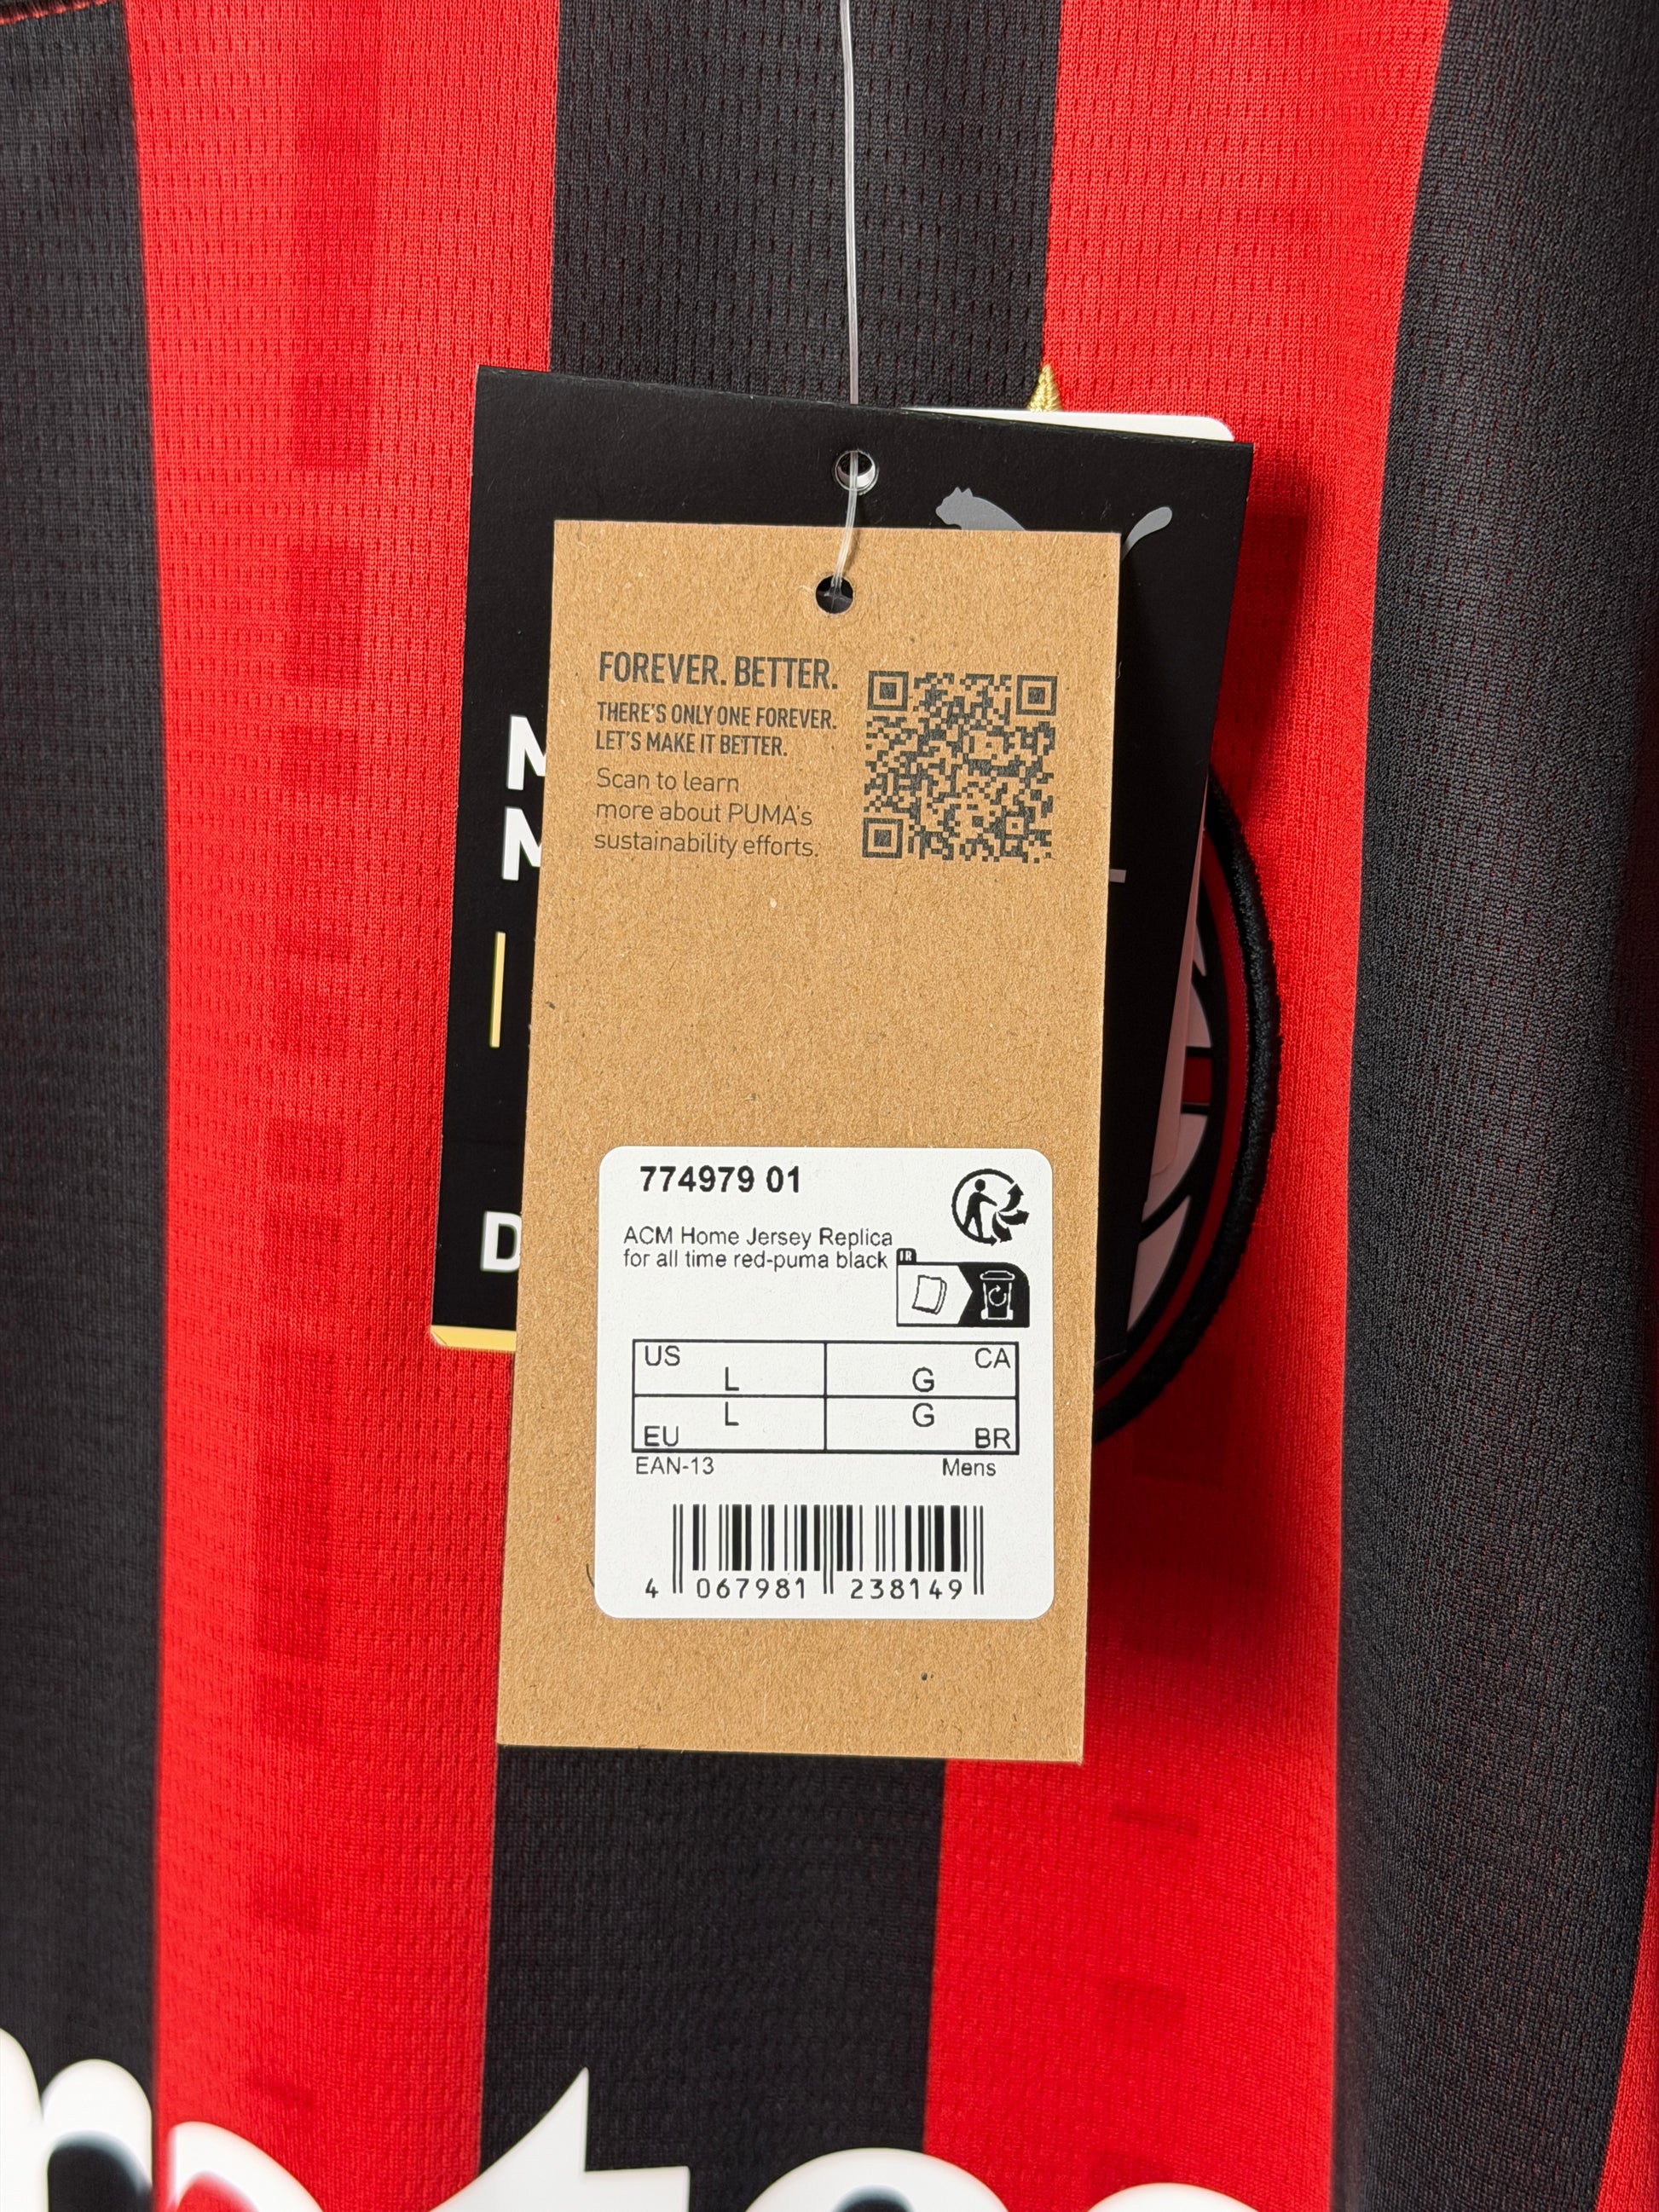 FOREVER. BETTER.
THERE'S ONLY ONE FOREVER.
LET'S MAKE IT BETTER.
Scan to learn
more about PUMA's
sustainability efforts.
774979 01
ACM Home Jersey Replica
for all time red-puma black
FR
US L G CA
EU L G BR
EAN-13 Mens
4 067981 238149